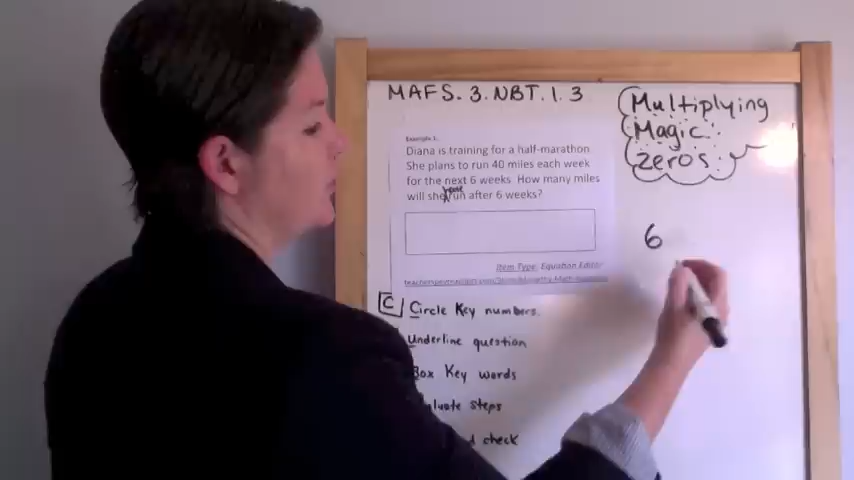 MAFS.3.NBT.1.3
Multiplying
Magic
zeros
Example 1.
Diana is training for a half-marathon.
She plans to run 40 miles each week
for the next 6 weeks. How many miles
have
will she run after 6 weeks?
Item Type: Equation Editor
6
C Circle Key numbers.
Underline question
Box Key words
luate steps
d check